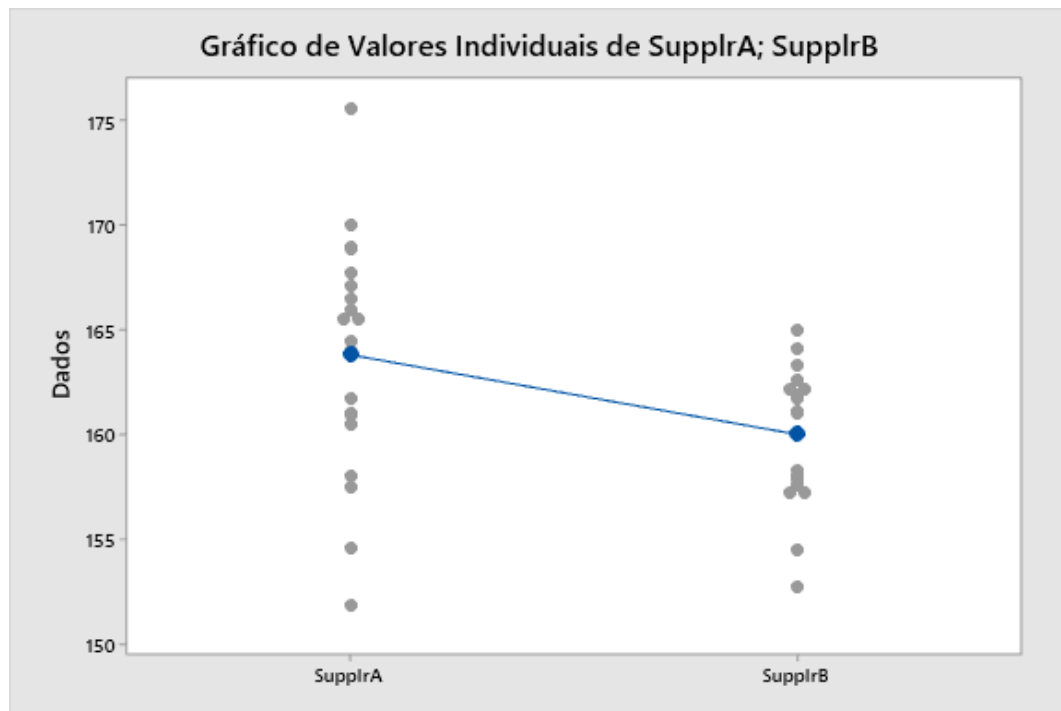 Gráfico de Valores Individuais de SupplrA; SupplrB
175
170
165
160
155
150
Dados
SupplrA
SupplrB